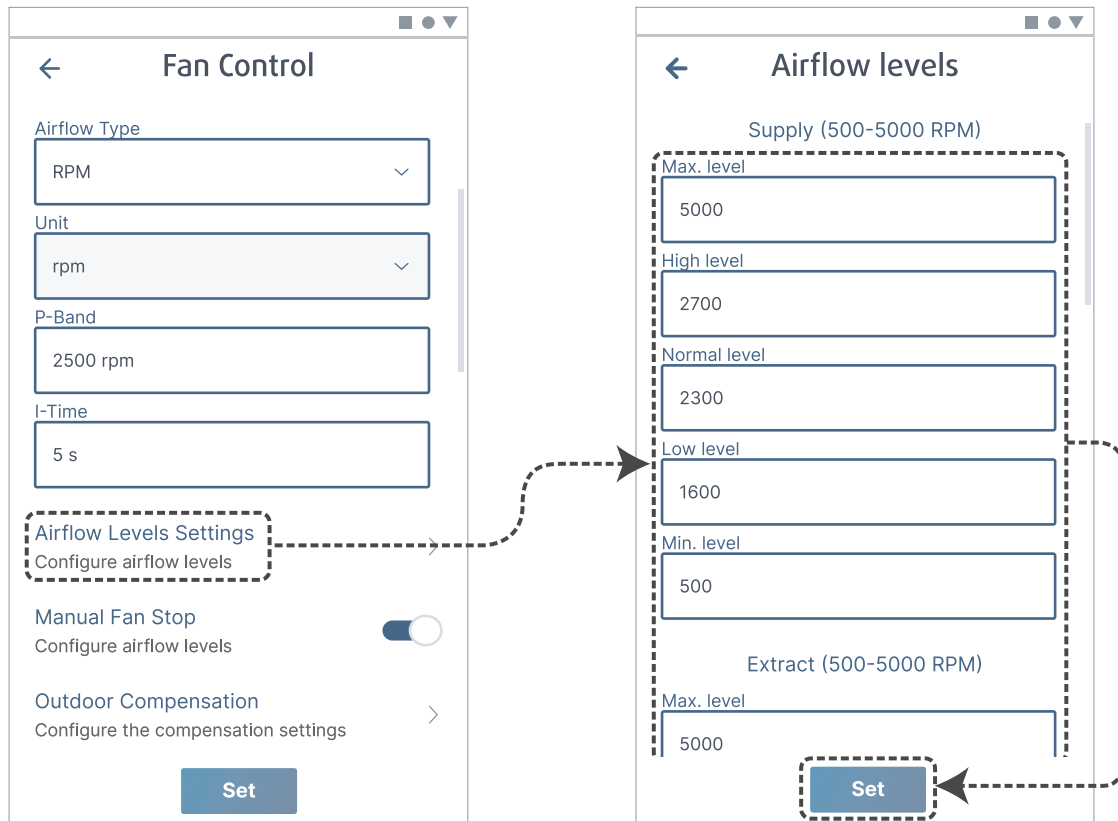 Fan Control
Airflow Type
RPM
Unit
rpm
P-Band
2500 rpm
I-Time
5 s
Airflow Levels Settings
Configure airflow levels
Manual Fan Stop
Configure airflow levels
Outdoor Compensation
Configure the compensation settings
Set
Airflow levels
Supply (500-5000 RPM)
Max. level
5000
High level
2700
Normal level
2300
Low level
1600
Min. level
500
Extract (500-5000 RPM)
Max. level
5000
Set